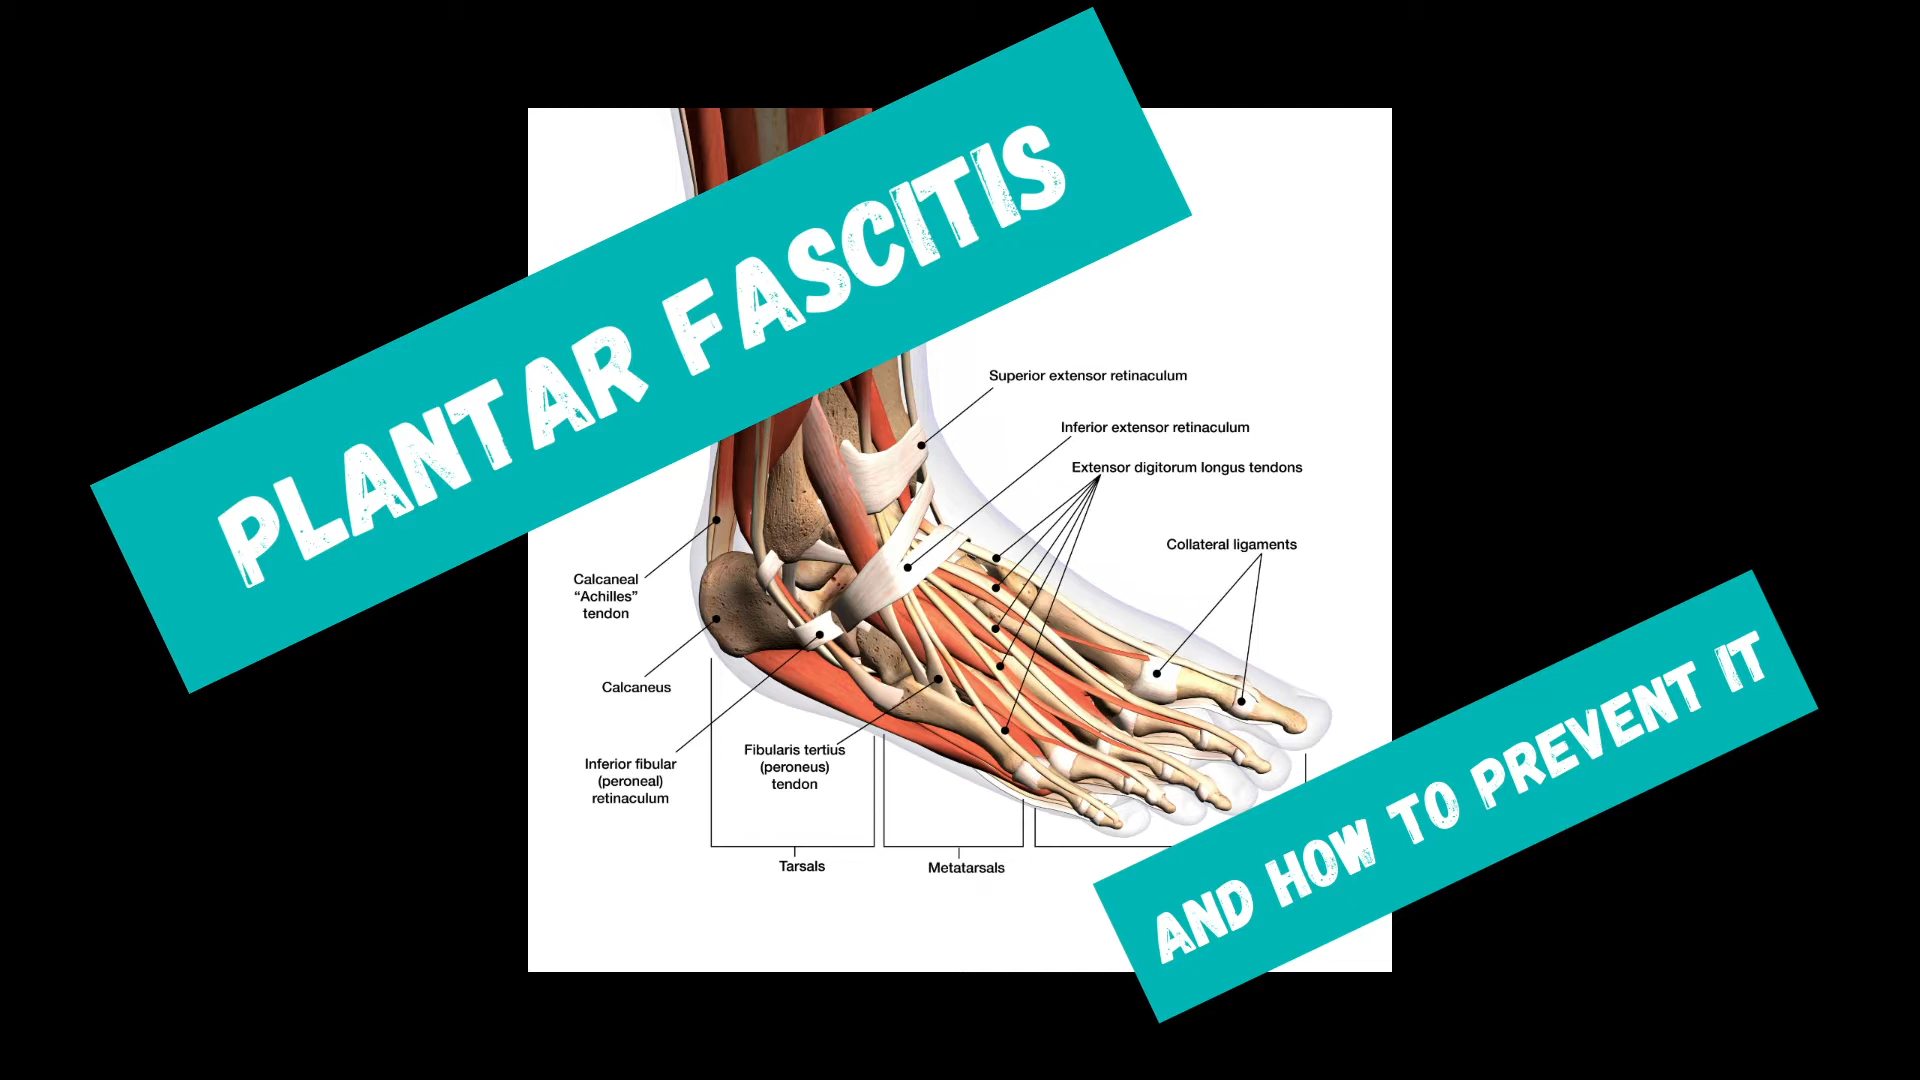 PLANTAR FASCITIS
Superior extensor retinaculum
Inferior extensor retinaculum
Extensor digitorum longus tendons
Collateral ligaments
Calcaneal
“Achilles”
tendon
Calcaneus
Inferior fibular
(peroneal)
retinaculum
Fibularis tertius
(peroneus)
tendon
Tarsals
Metatarsals
AND HOW TO PREVENT IT